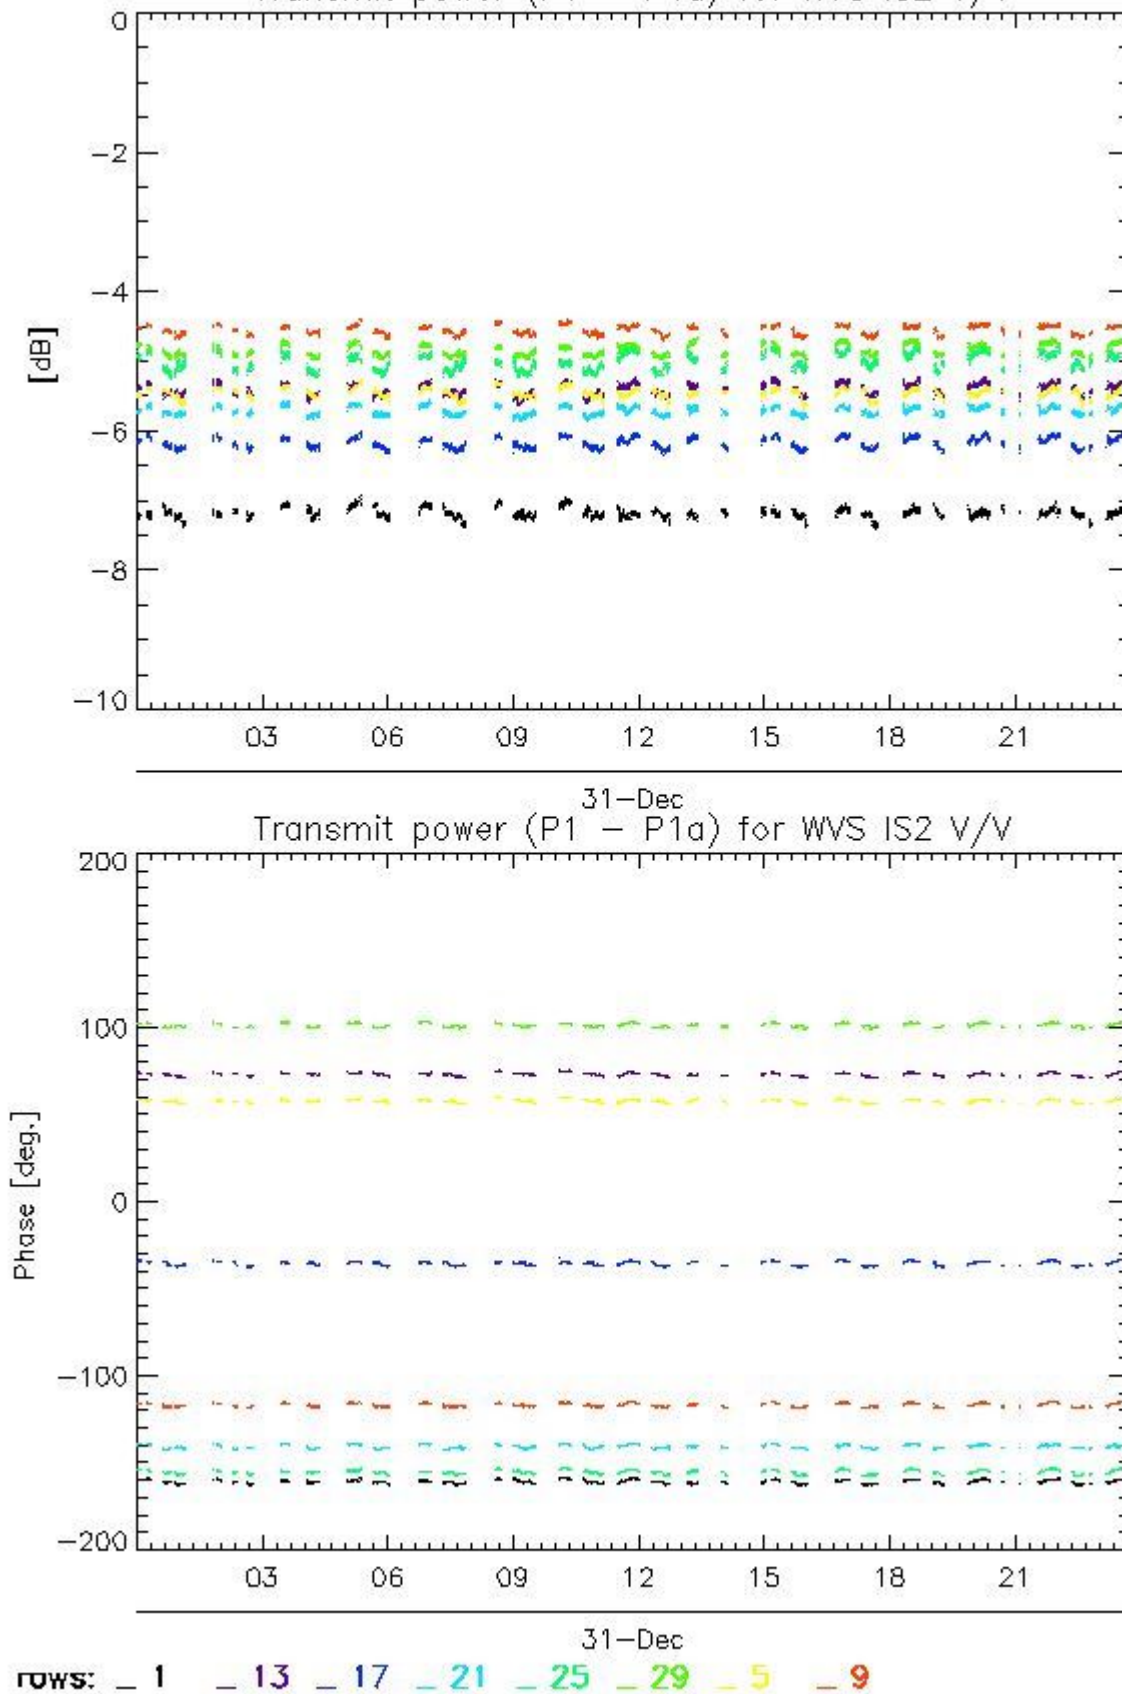 0
−2
−4
[dB]
−6
−8
−10
03 06 09 12 15 18 21
31−Dec
Transmit power (P1 − P1a) for WVS IS2 V/V
200
100
Phase [deg.]
0
−100
−200
03 06 09 12 15 18 21
31−Dec
rows: _ 1 _ 13 _ 17 _ 21 _ 25 _ 29 _ 5 _ 9